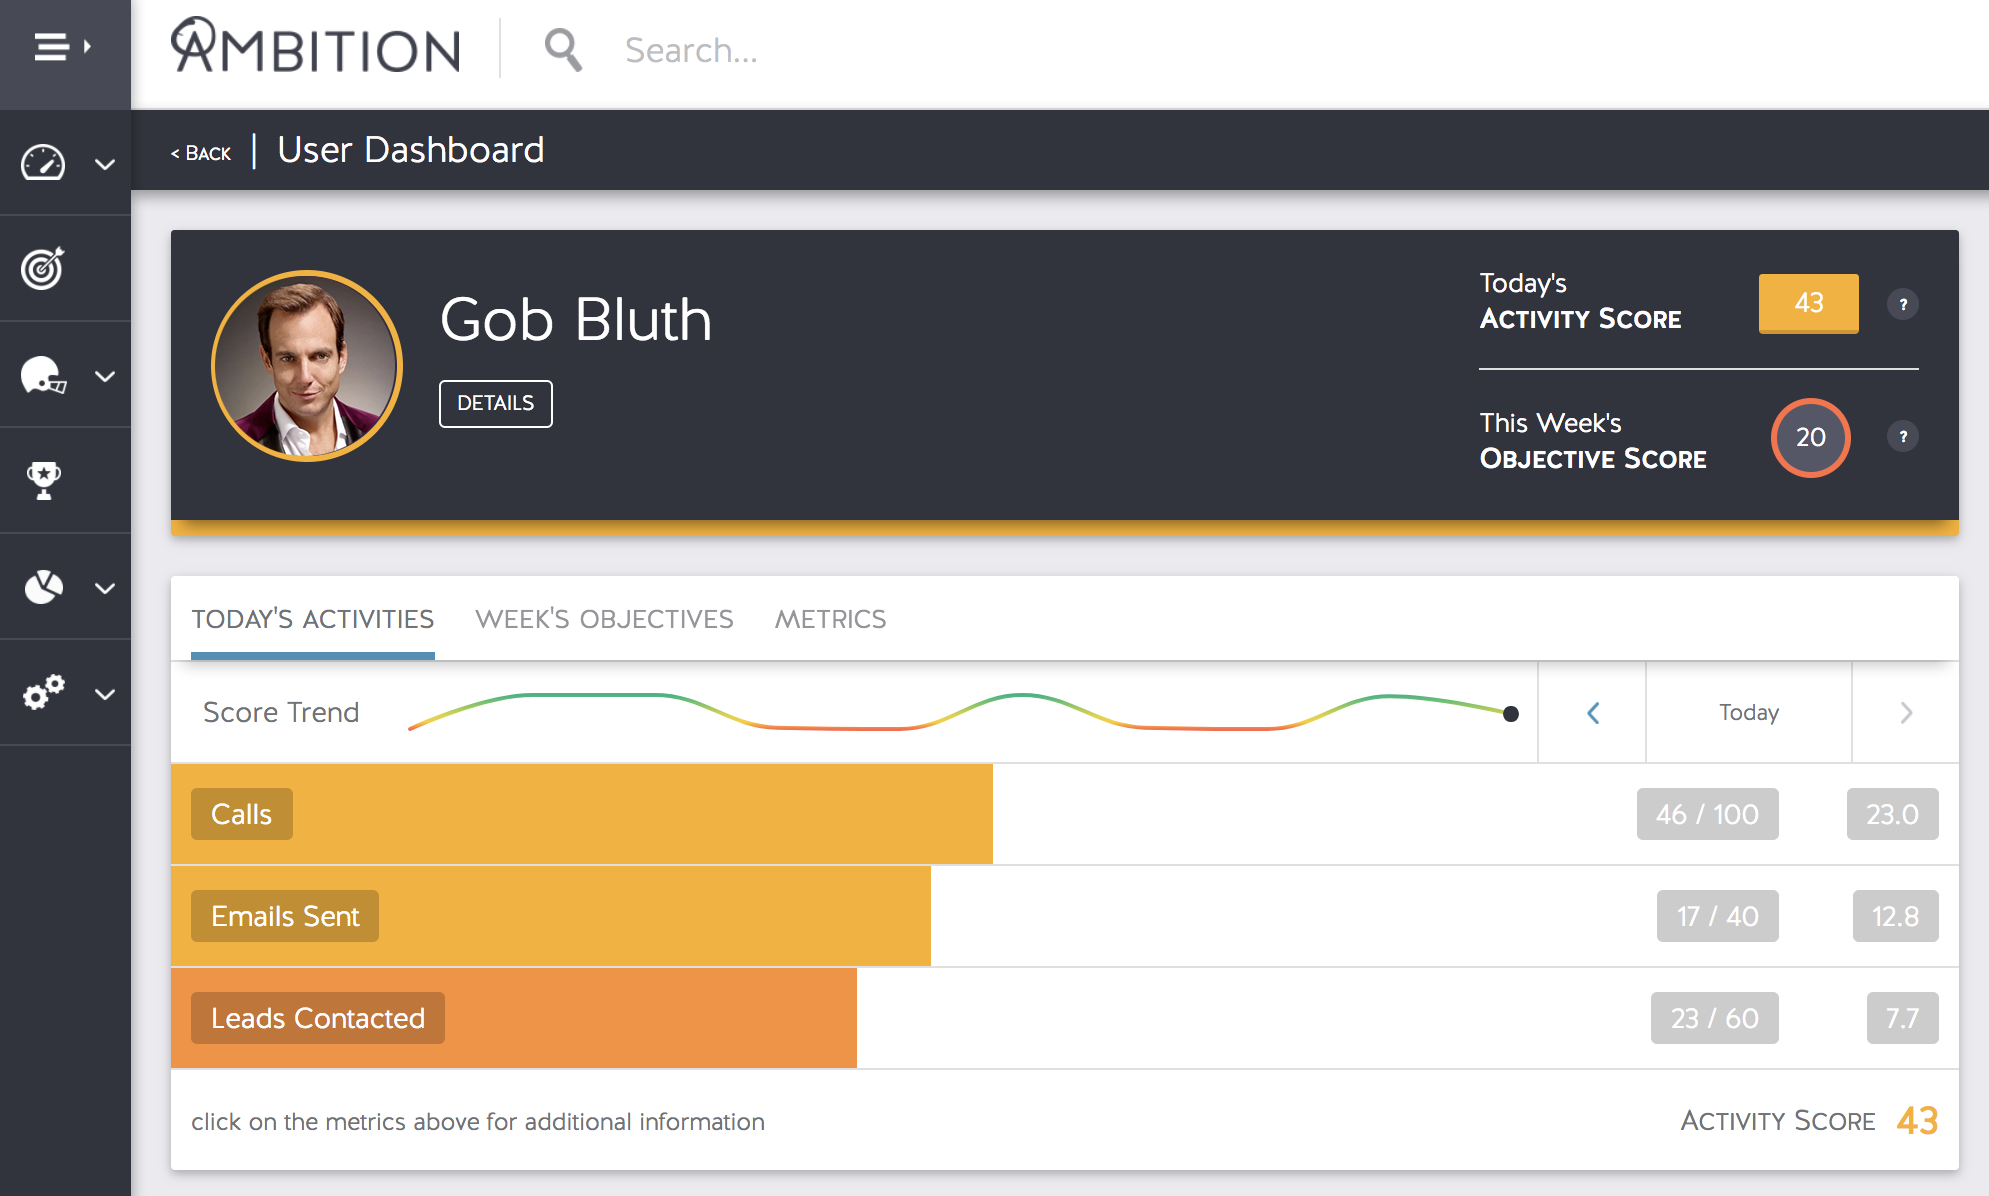 AMBITION
Search...
< BACK | User Dashboard
Gob Bluth
DETAILS
Today's
ACTIVITY SCORE
43
?
This Week's
OBJECTIVE SCORE
20
?
TODAY'S ACTIVITIES WEEK'S OBJECTIVES METRICS
Score Trend Today
Calls 46 / 100 23.0
Emails Sent 17 / 40 12.8
Leads Contacted 23 / 60 7.7
click on the metrics above for additional information ACTIVITY SCORE 43